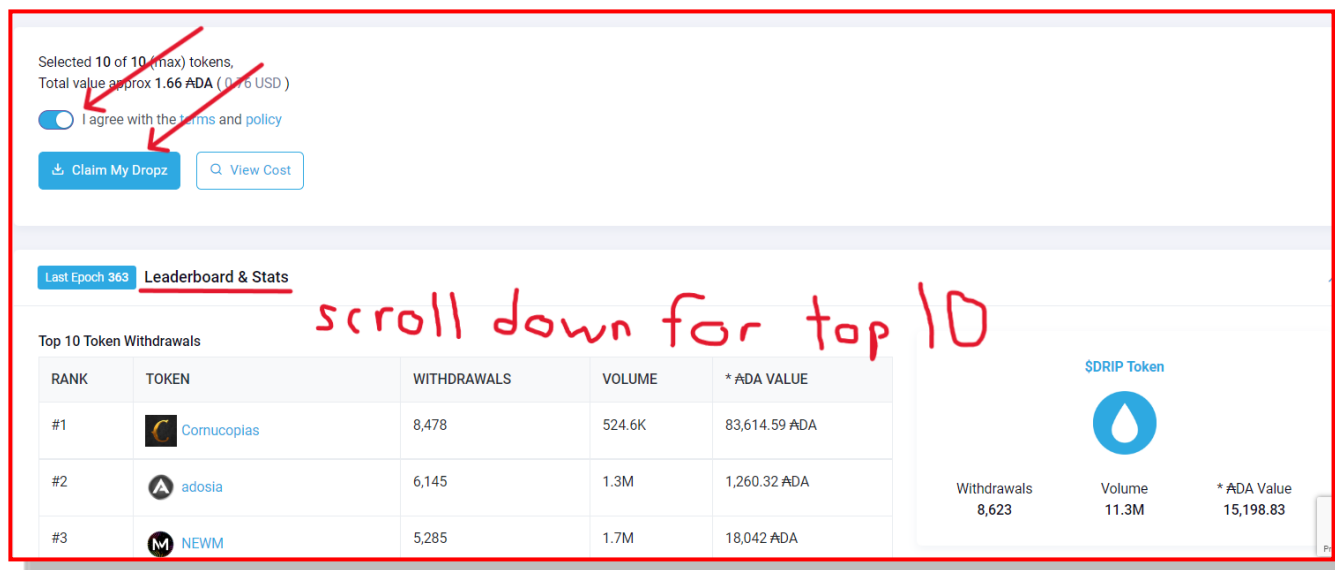 Selected 10 of 10 (max) tokens,
Total value approx 1.66 ₳DA ( 0.76 USD )
I agree with the terms and policy
Claim My Dropz
View Cost
Last Epoch 363 Leaderboard & Stats
scroll down for top 10
Top 10 Token Withdrawals
RANK TOKEN WITHDRAWALS VOLUME * ₳DA VALUE
#1 Cornucopias 8,478 524.6K 83,614.59 ₳DA
#2 adosia 6,145 1.3M 1,260.32 ₳DA
#3 NEWM 5,285 1.7M 18,042 ₳DA
$DRIP Token
Withdrawals Volume * ₳DA Value
8,623 11.3M 15,198.83